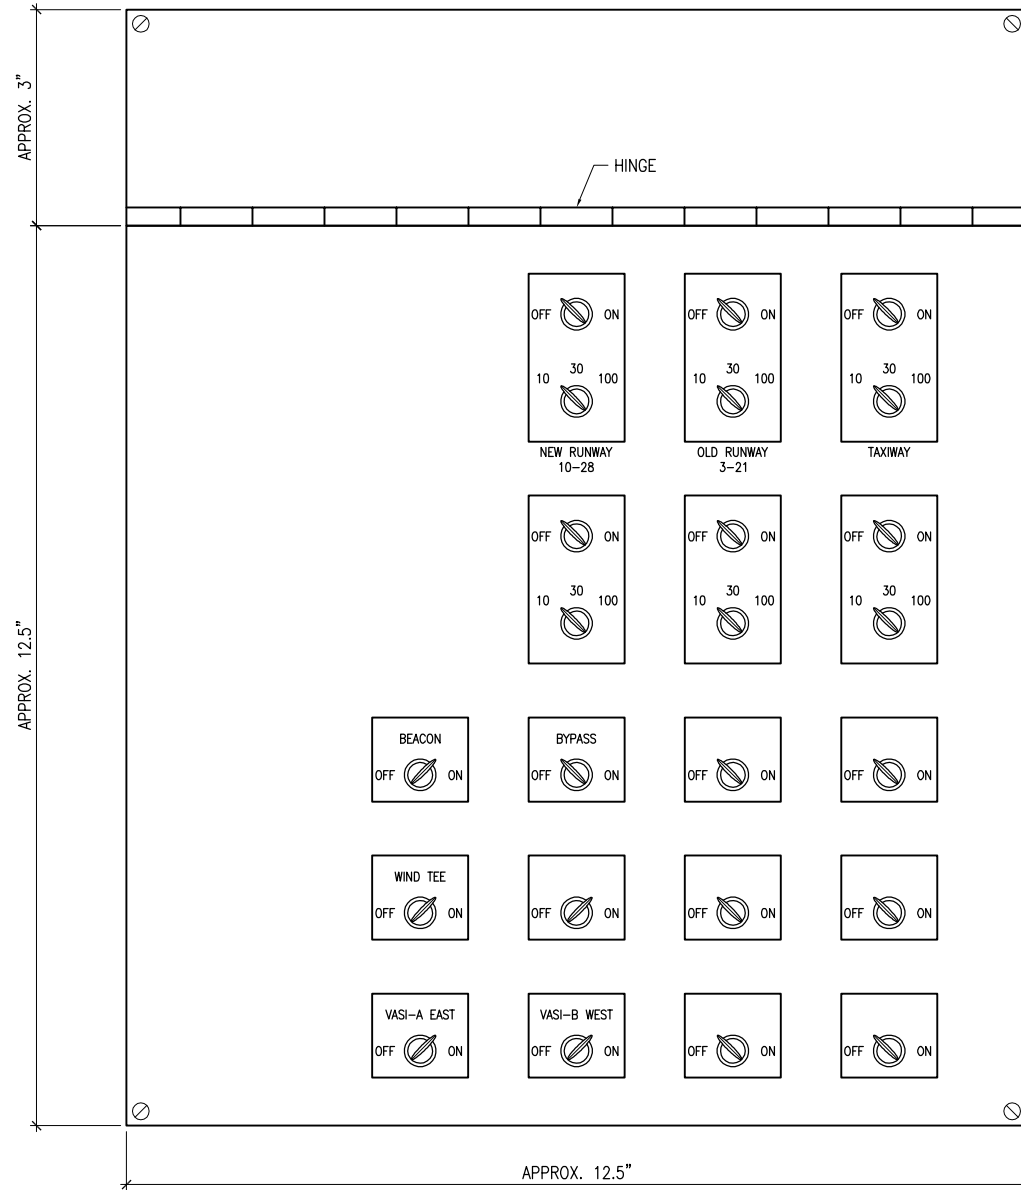 APPROX. 3"
HINGE
OFF ON OFF ON OFF ON
30 30 30
10 100 10 100 10 100
NEW RUNWAY OLD RUNWAY TAXIWAY
10-28 3-21
OFF ON OFF ON OFF ON
30 30 30
10 100 10 100 10 100
APPROX. 12.5"
BEACON BYPASS
OFF ON OFF ON OFF ON OFF ON
WIND TEE
OFF ON OFF ON OFF ON OFF ON
VASI-A EAST VASI-B WEST
OFF ON OFF ON OFF ON OFF ON
APPROX. 12.5"